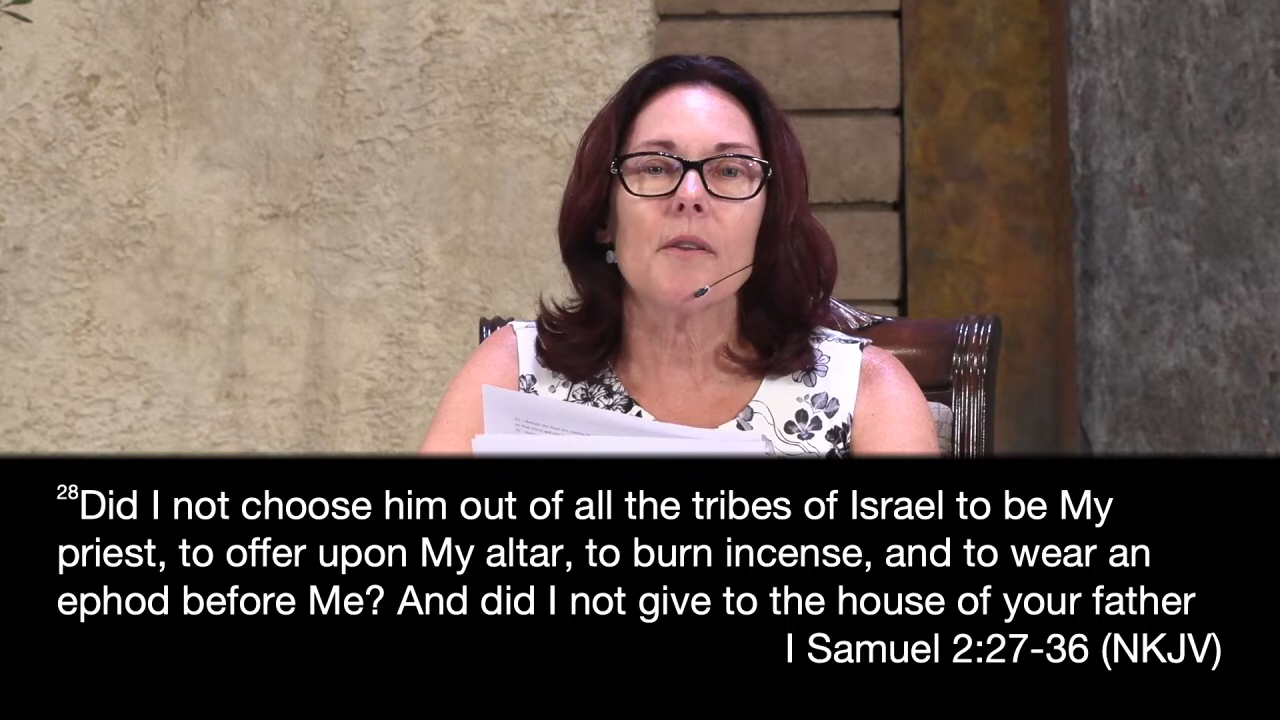 28Did I not choose him out of all the tribes of Israel to be My
priest, to offer upon My altar, to burn incense, and to wear an
ephod before Me? And did I not give to the house of your father
I Samuel 2:27-36 (NKJV)